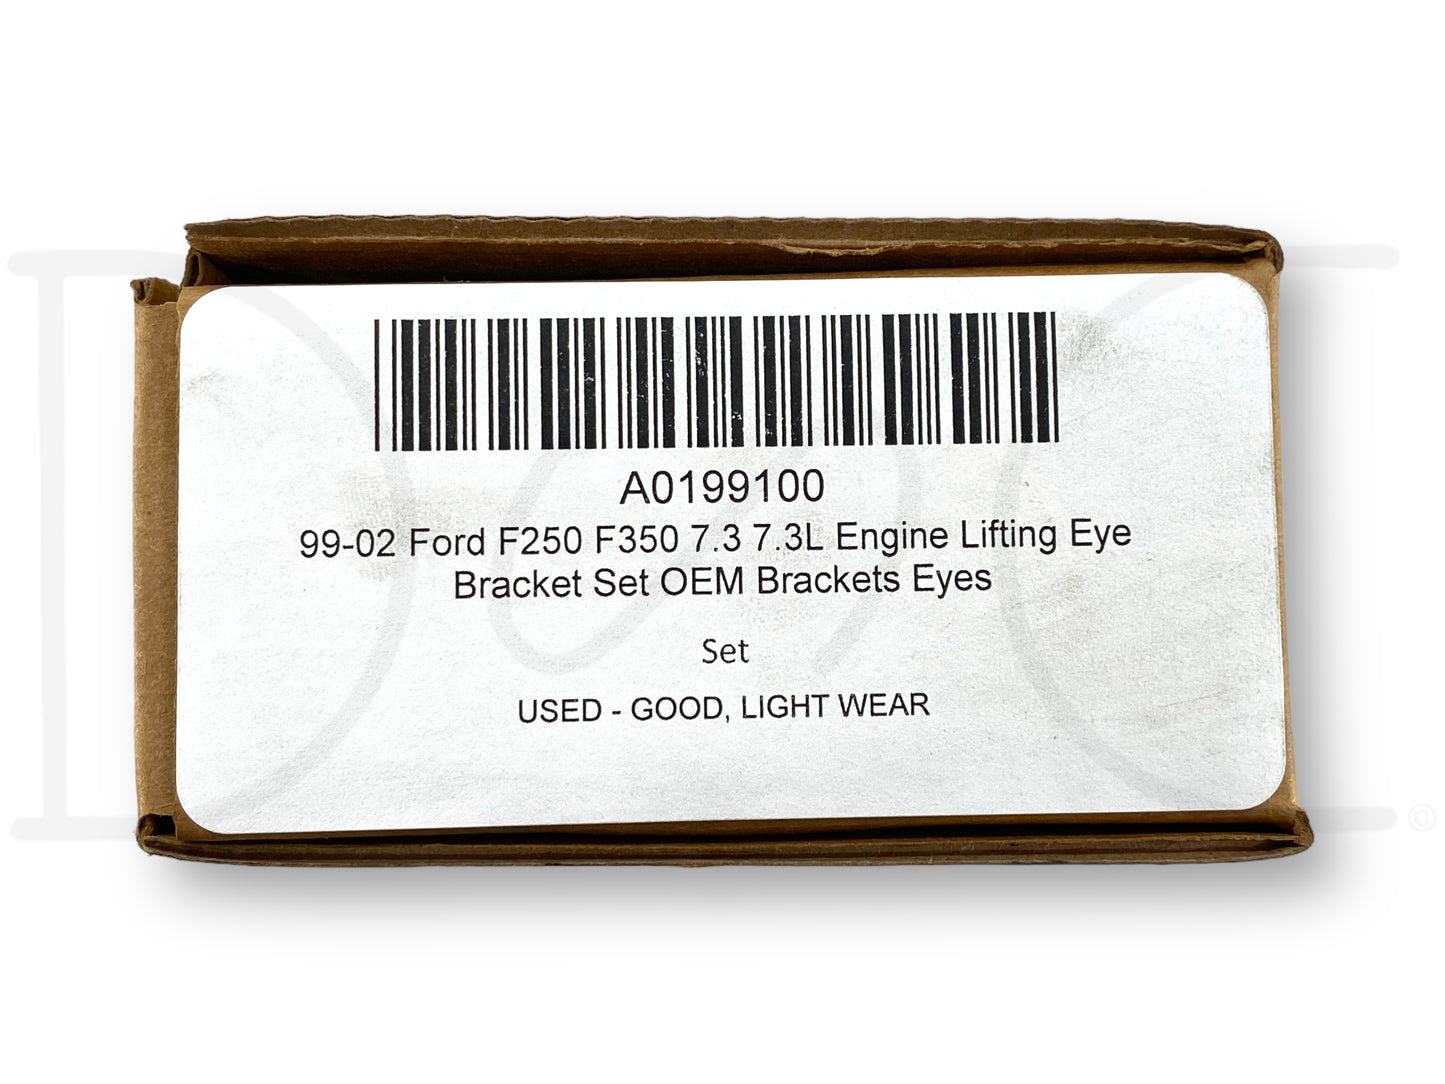 A0199100
99-02 Ford F250 F350 7.3 7.3L Engine Lifting Eye
Bracket Set OEM Brackets Eyes
Set
USED - GOOD, LIGHT WEAR
©